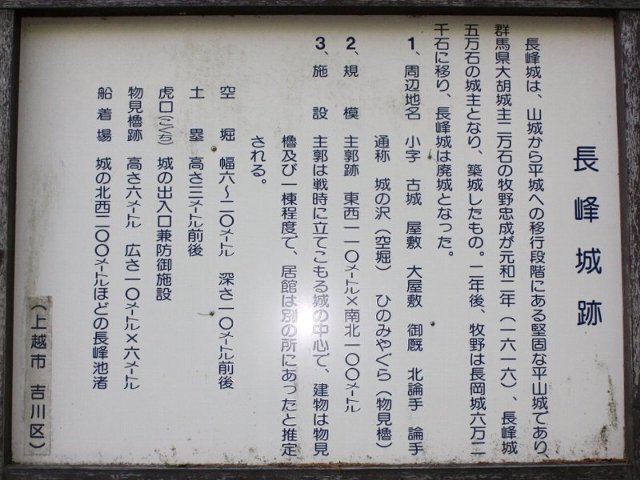 長峰城跡
長峰城は、山城から平城への移行段階にある堅固な平山城であり、
群馬県大胡城主二万石の牧野忠成が元和二年（一六一六）、長峰城
五万石の城主となり、築城したもの。二年後、牧野は長岡城六万二
千石に移り、長峰城は廃城となった。
1、周辺地名　小字　古城　屋敷　大屋敷　御厩　北論手　論手
通称　城の沢（空堀）　ひのみやぐら（物見櫓）
2、規　模　主郭跡　東西一一〇メートル×南北一〇〇メートル
3、施　設　主郭は戦時に立てこもる城の中心で、建物は物見
櫓及び一棟程度で、居館は別の所にあったと推定
される。
空　堀　幅六～二〇メートル　深さ一〇メートル前後
土　塁　高さ三メートル前後
虎口（こぐち）　城の出入口兼防御施設
物見櫓跡　高さ六メートル　広さ一〇メートル×六メートル
船着場　城の北西二〇〇メートルほどの長峰池渚
（上越市　吉川区）